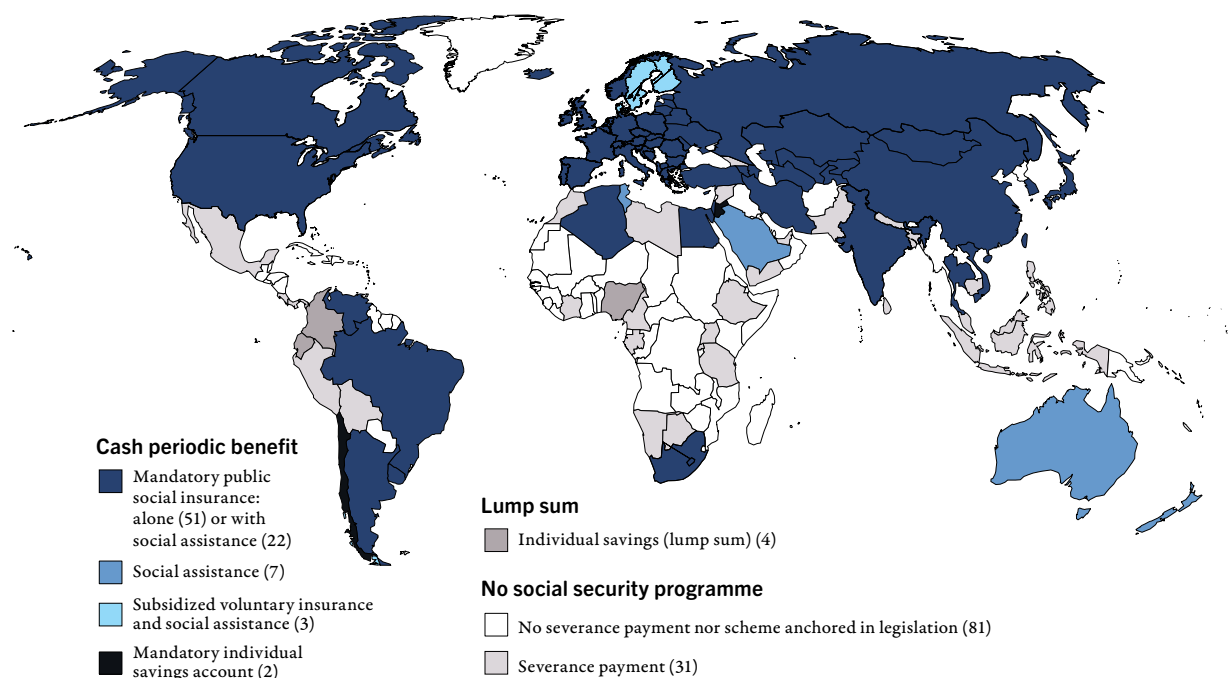 Cash periodic benefit
Mandatory public
social insurance:
alone (51) or with
social assistance (22)
Social assistance (7)
Subsidized voluntary insurance
and social assistance (3)
Mandatory individual
savings account (2)
Lump sum
Individual savings (lump sum) (4)
No social security programme
No severance payment nor scheme anchored in legislation (81)
Severance payment (31)